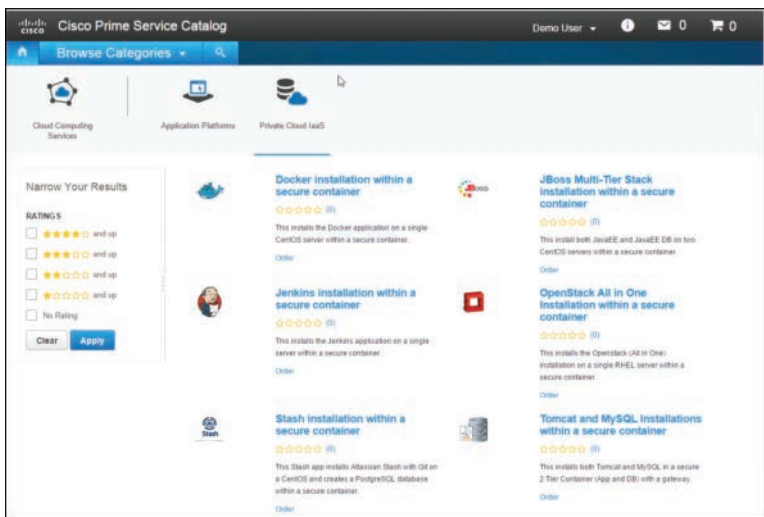 CISCO
Cisco Prime Service Catalog
Demo User
0
0
Browse Categories
Cloud Computing
Services
Application Platforms
Private Cloud IaaS
Narrow Your Results
RATINGS
and up
and up
and up
and up
No Rating
Clear
Apply
Docker installation within a
secure container
(0)
This installs the Docker application on a single
CentOS server within a secure container.
Order
JBoss
JBoss Multi-Tier Stack
installation within a secure
container
(0)
This install both JavaEE and JavaEE DB on two
CentOS servers within a secure container
Order
Jenkins installation within a
secure container
(0)
This installs the Jenkins application on a single
server within a secure container.
Order
OpenStack All in One
Installation within a secure
container
(0)
This installs the Openstack (All in One)
installation on a single RHEL server within a
secure container
Order
Stash
Stash installation within a
secure container
(0)
This Stash app installs Atlassian Stash with Git on
a CentOS and creates a PostgreSQL database
within a secure container.
Order
Tomcat and MySQL Installations
within a secure container
(0)
This installs both Tomcat and MySQL in a secure
2 Tier Container (App and DB) with a gateway.
Order